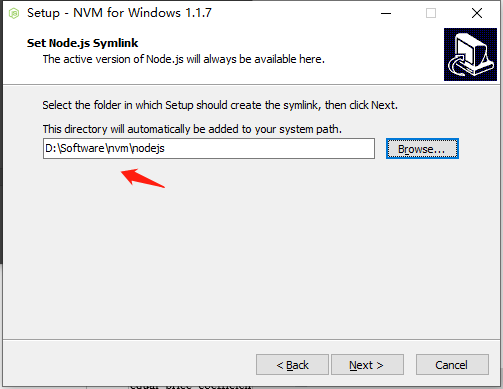 Setup - NVM for Windows 1.1.7
Set Node.js Symlink
The active version of Node.js will always be available here.
Select the folder in which Setup should create the symlink, then click Next.
This directory will automatically be added to your system path.
D:\Software\nvm\nodejs
Browse...
< Back
Next >
Cancel